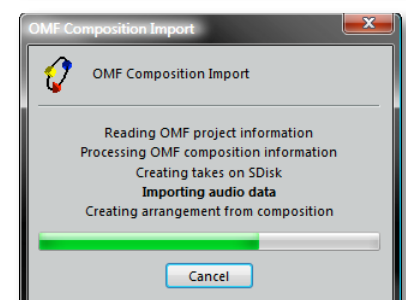 OMF Composition Import
OMF Composition Import
Reading OMF project information
Processing OMF composition information
Creating takes on SDisk
Importing audio data
Creating arrangement from composition
Cancel